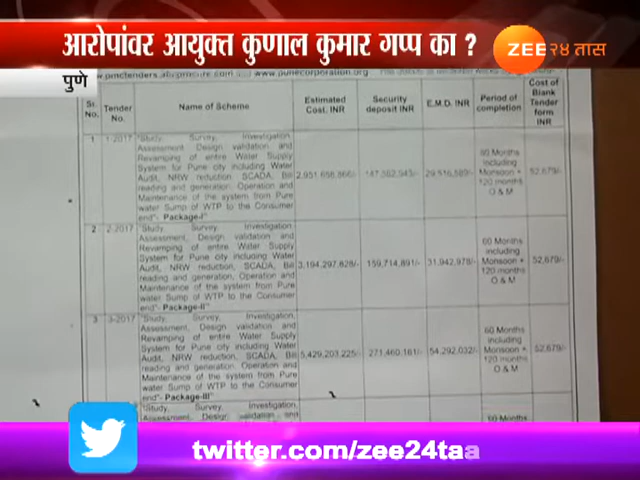 आरोपांवर आयुक्त कुणाल कुमार गप्प का ?
ZEE २४ तास
पुणे
www.punecorporation.org
Sr. No.
Tender No.
Name of Scheme
Estimated Cost. INR
Security deposit INR
E.M.D. INR
Period of completion
Cost of Blank Tender form INR
1
1-2017
"Study, Survey, Investigation,
Assessment, Design validation and
Revamping of entire Water Supply
System for Pune city including Water
Audit, NRW reduction, SCADA, Bill
reading and generation, Operation and
Maintenance of the system from Pure
water Sump of WTP to the Consumer
end"- Package-I"
60 Months
including
Monsoon +
120 months
O & M
52,679/-
2
2-2017
"Study, Survey, Investigation,
Assessment, Design validation and
Revamping of entire Water Supply
System for Pune city including Water
Audit, NRW reduction, SCADA, Bill
reading and generation, Operation and
Maintenance of the system from Pure
water Sump of WTP to the Consumer
end"- Package-II"
3,194,297,828/-
159,714,891/-
31,942,978/-
60 Months
including
Monsoon +
120 months
O & M
52,679/-
3
3-2017
"Study, Survey, Investigation,
Assessment, Design validation and
Revamping of entire Water Supply
System for Pune city including Water
Audit, NRW reduction, SCADA, Bill
reading and generation, Operation and
Maintenance of the system from Pure
water Sump of WTP to the Consumer
end"- Package-III
5,429,203,225/-
271,460,161/-
54,292,032/-
60 Months
including
Monsoon +
120 months
O & M
52,679/-
"Study, Survey, Investigation,
Assessment, Design validation and
60 Months
twitter.com/zee24taa